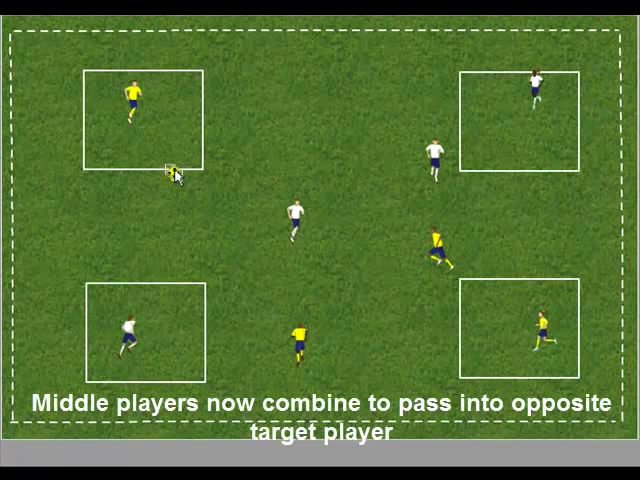 Middle players now combine to pass into opposite
target player